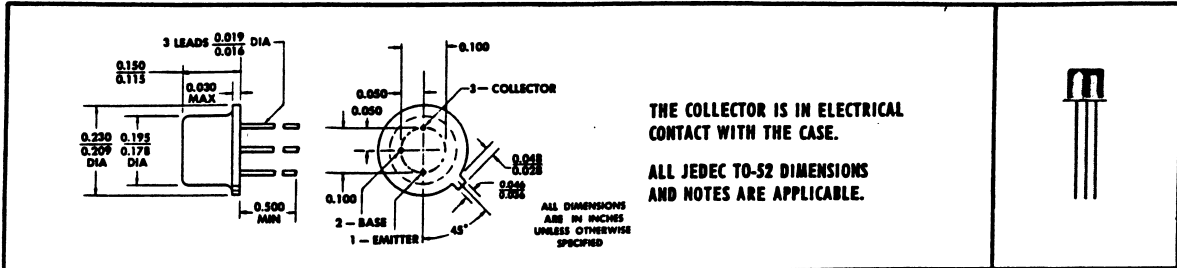 3 LEADS 0.019 DIA
0.016
0.150
0.115
0.030
MAX
0.230
0.209
DIA
0.195
0.178
DIA
0.500
MIN
0.100
0.050
0.050
3 – COLLECTOR
0.048
0.028
0.046
0.036
0.100
2 – BASE
1 – EMITTER
45°
ALL DIMENSIONS
ARE IN INCHES
UNLESS OTHERWISE
SPECIFIED
THE COLLECTOR IS IN ELECTRICAL
CONTACT WITH THE CASE.
ALL JEDEC TO-52 DIMENSIONS
AND NOTES ARE APPLICABLE.